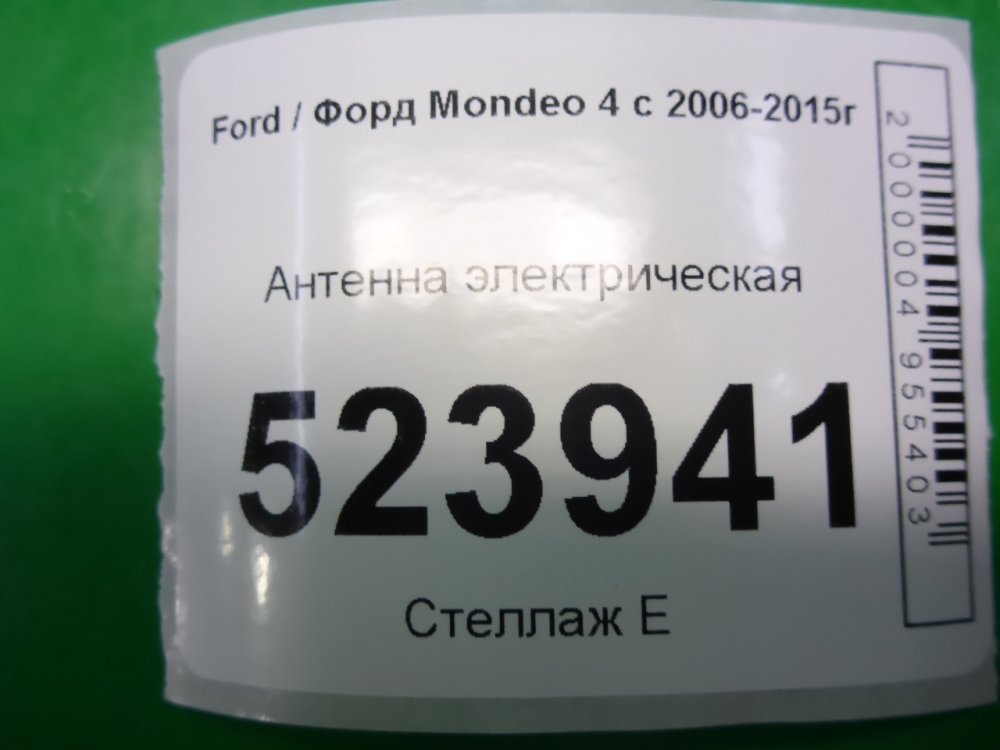 Ford / Форд Mondeo 4 с 2006-2015г
Антенна электрическая
523941
Стеллаж Е
2000004955403